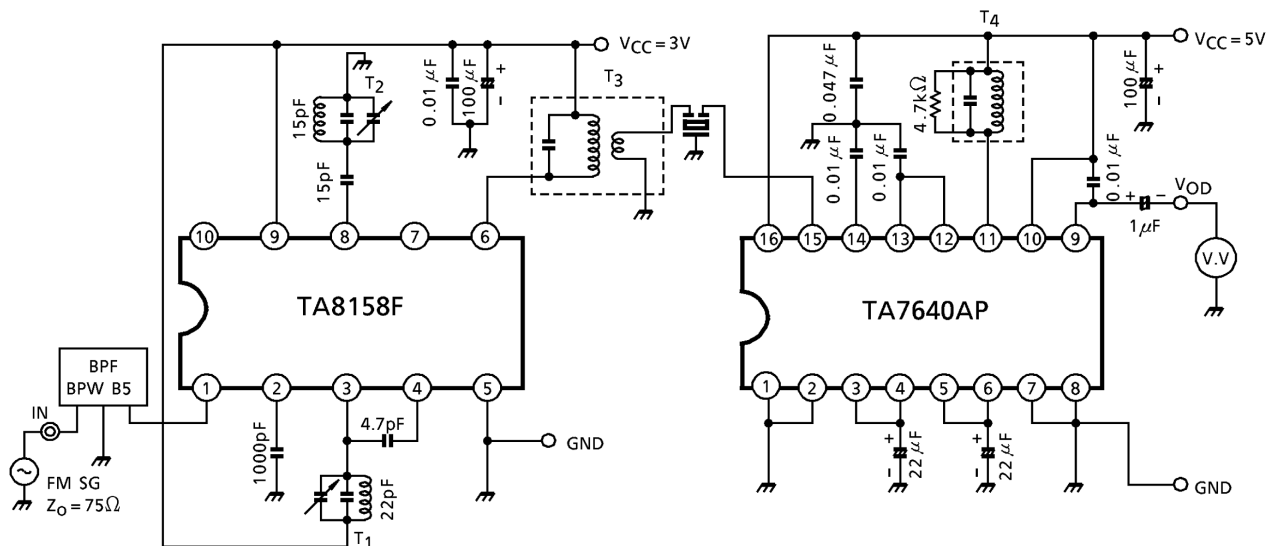 T4
VCC = 3V
VCC = 5V
T2
T3
15pF
15pF
0.01 μF
100 μF
+
-
0.047 μF
0.01 μF
0.01 μF
4.7kΩ
100 μF
+
-
0.01 μF
+ -
1μF
VOD
V.V
10 9 8 7 6
16 15 14 13 12 11 10 9
TA8158F
TA7640AP
BPF
BPW B5
IN
1 2 3 4 5
1 2 3 4 5 6 7 8
FM SG
ZO = 75Ω
1000pF
4.7pF
22pF
T1
GND
+
-
22 μF
+
-
22 μF
GND